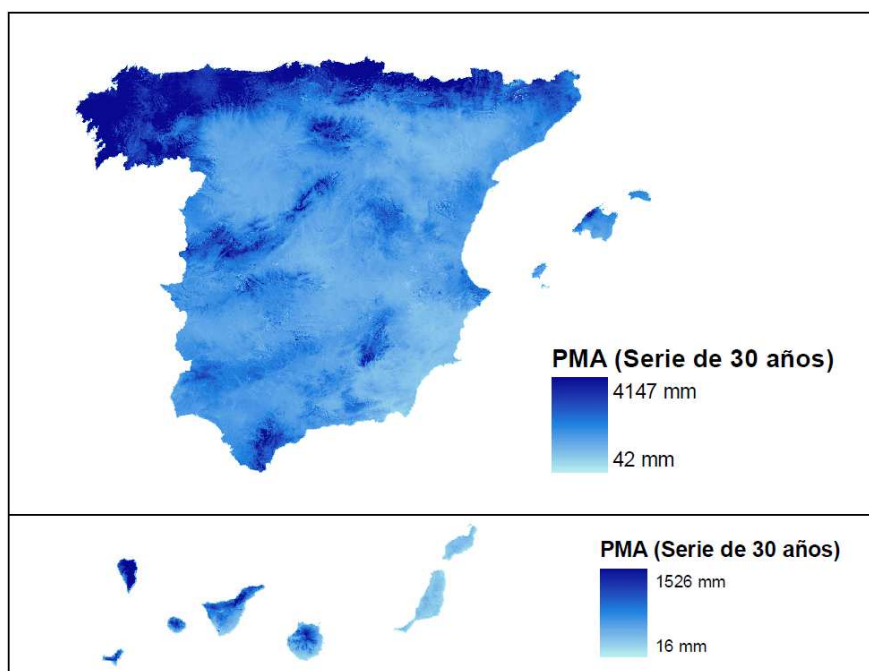 PMA (Serie de 30 años)
4147 mm
42 mm
PMA (Serie de 30 años)
1526 mm
16 mm